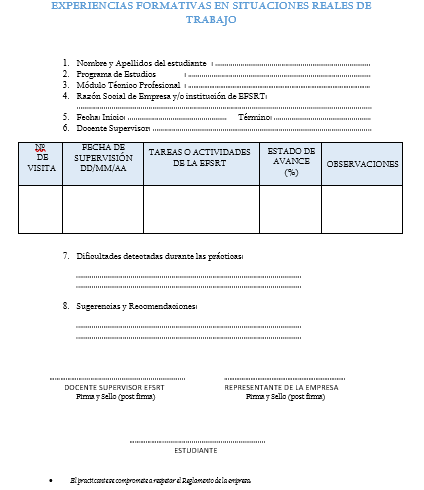 EXPERIENCIAS FORMATIVAS EN SITUACIONES REALES DE
TRABAJO
1. Nombre y Apellidos del estudiante :
2. Programa de Estudios :
3. Módulo Técnico Profesional :
4. Razón Social de Empresa y/o institución de EFSRT:
5. Fecha: Inicio: Término:
6. Docente Supervisor:
Nº DE VISITA
FECHA DE SUPERVISIÓN DD/MM/AA
TAREAS O ACTIVIDADES DE LA EFSRT
ESTADO DE AVANCE (%)
OBSERVACIONES
7. Dificultades detectadas durante las prácticas:
8. Sugerencias y Recomendaciones:
DOCENTE SUPERVISOR EFSRT
Firma y Sello (post firma)
REPRESENTANTE DE LA EMPRESA
Firma y Sello (post firma)
ESTUDIANTE
• El practicante se compromete a respetar el Reglamento de la empresa.